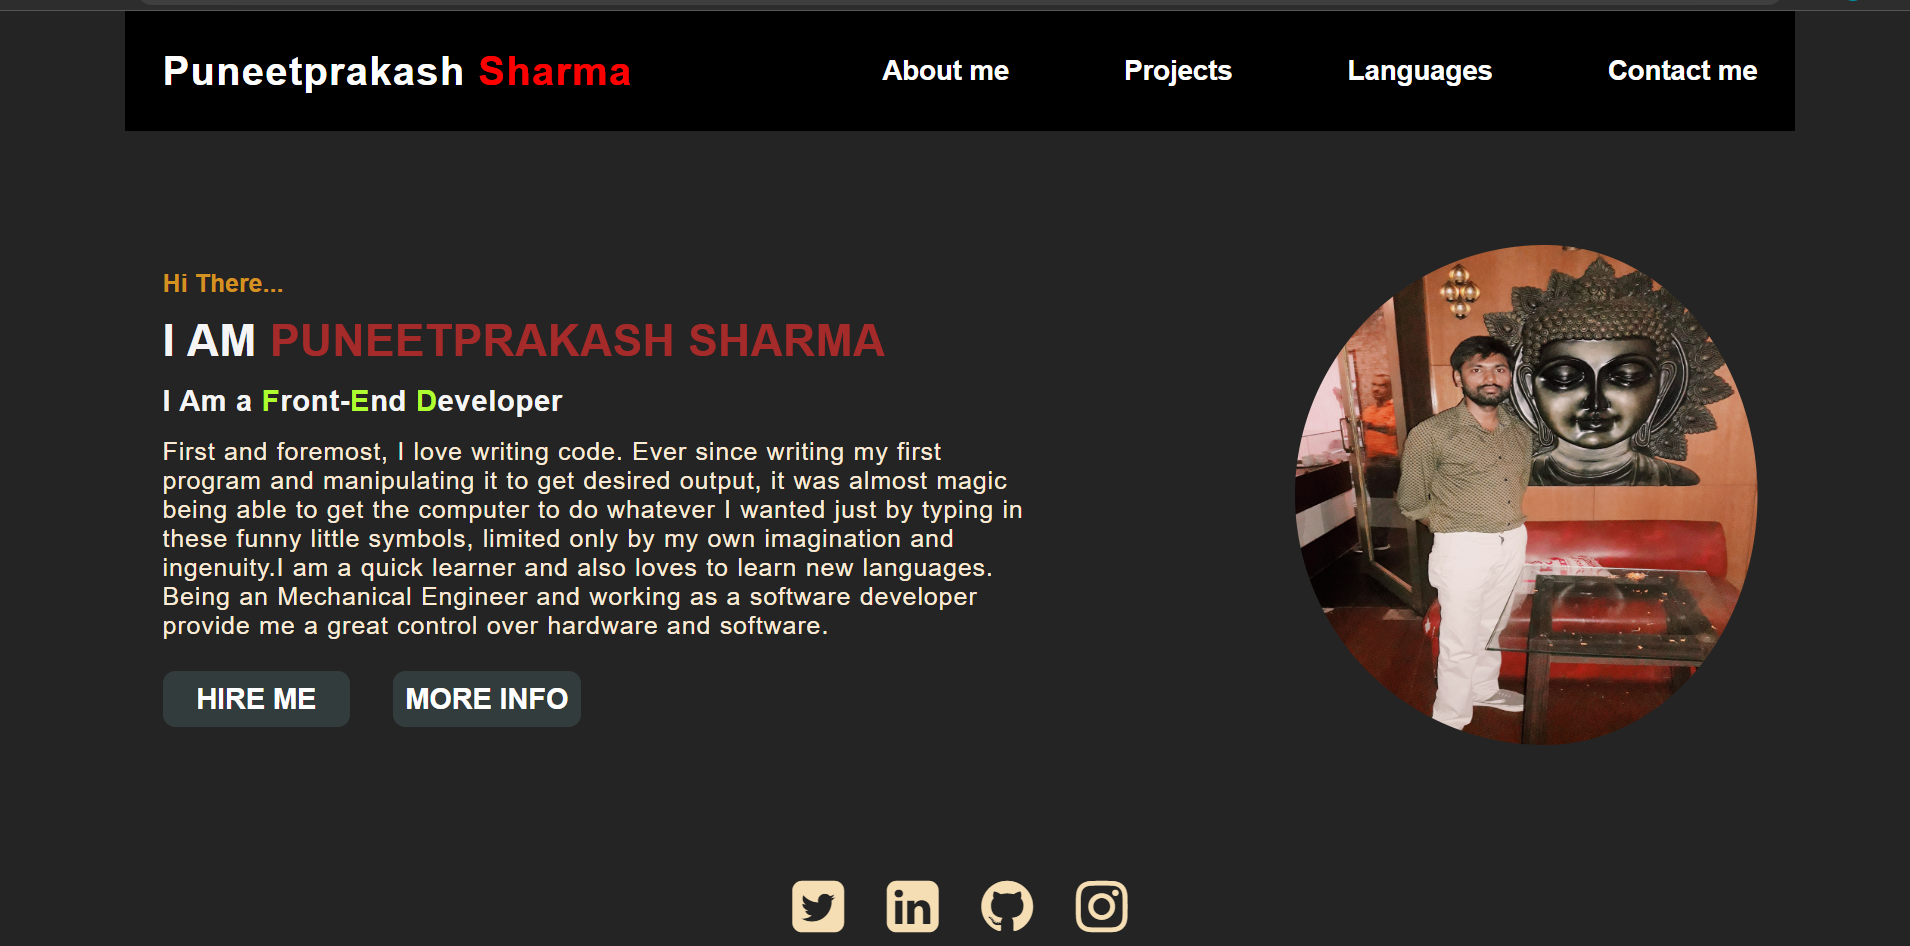 Puneetprakash Sharma
About me
Projects
Languages
Contact me
Hi There...
I AM PUNEETPRAKASH SHARMA
I Am a Front-End Developer
First and foremost, I love writing code. Ever since writing my first
program and manipulating it to get desired output, it was almost magic
being able to get the computer to do whatever I wanted just by typing in
these funny little symbols, limited only by my own imagination and
ingenuity.I am a quick learner and also loves to learn new languages.
Being an Mechanical Engineer and working as a software developer
provide me a great control over hardware and software.
HIRE ME
MORE INFO
in